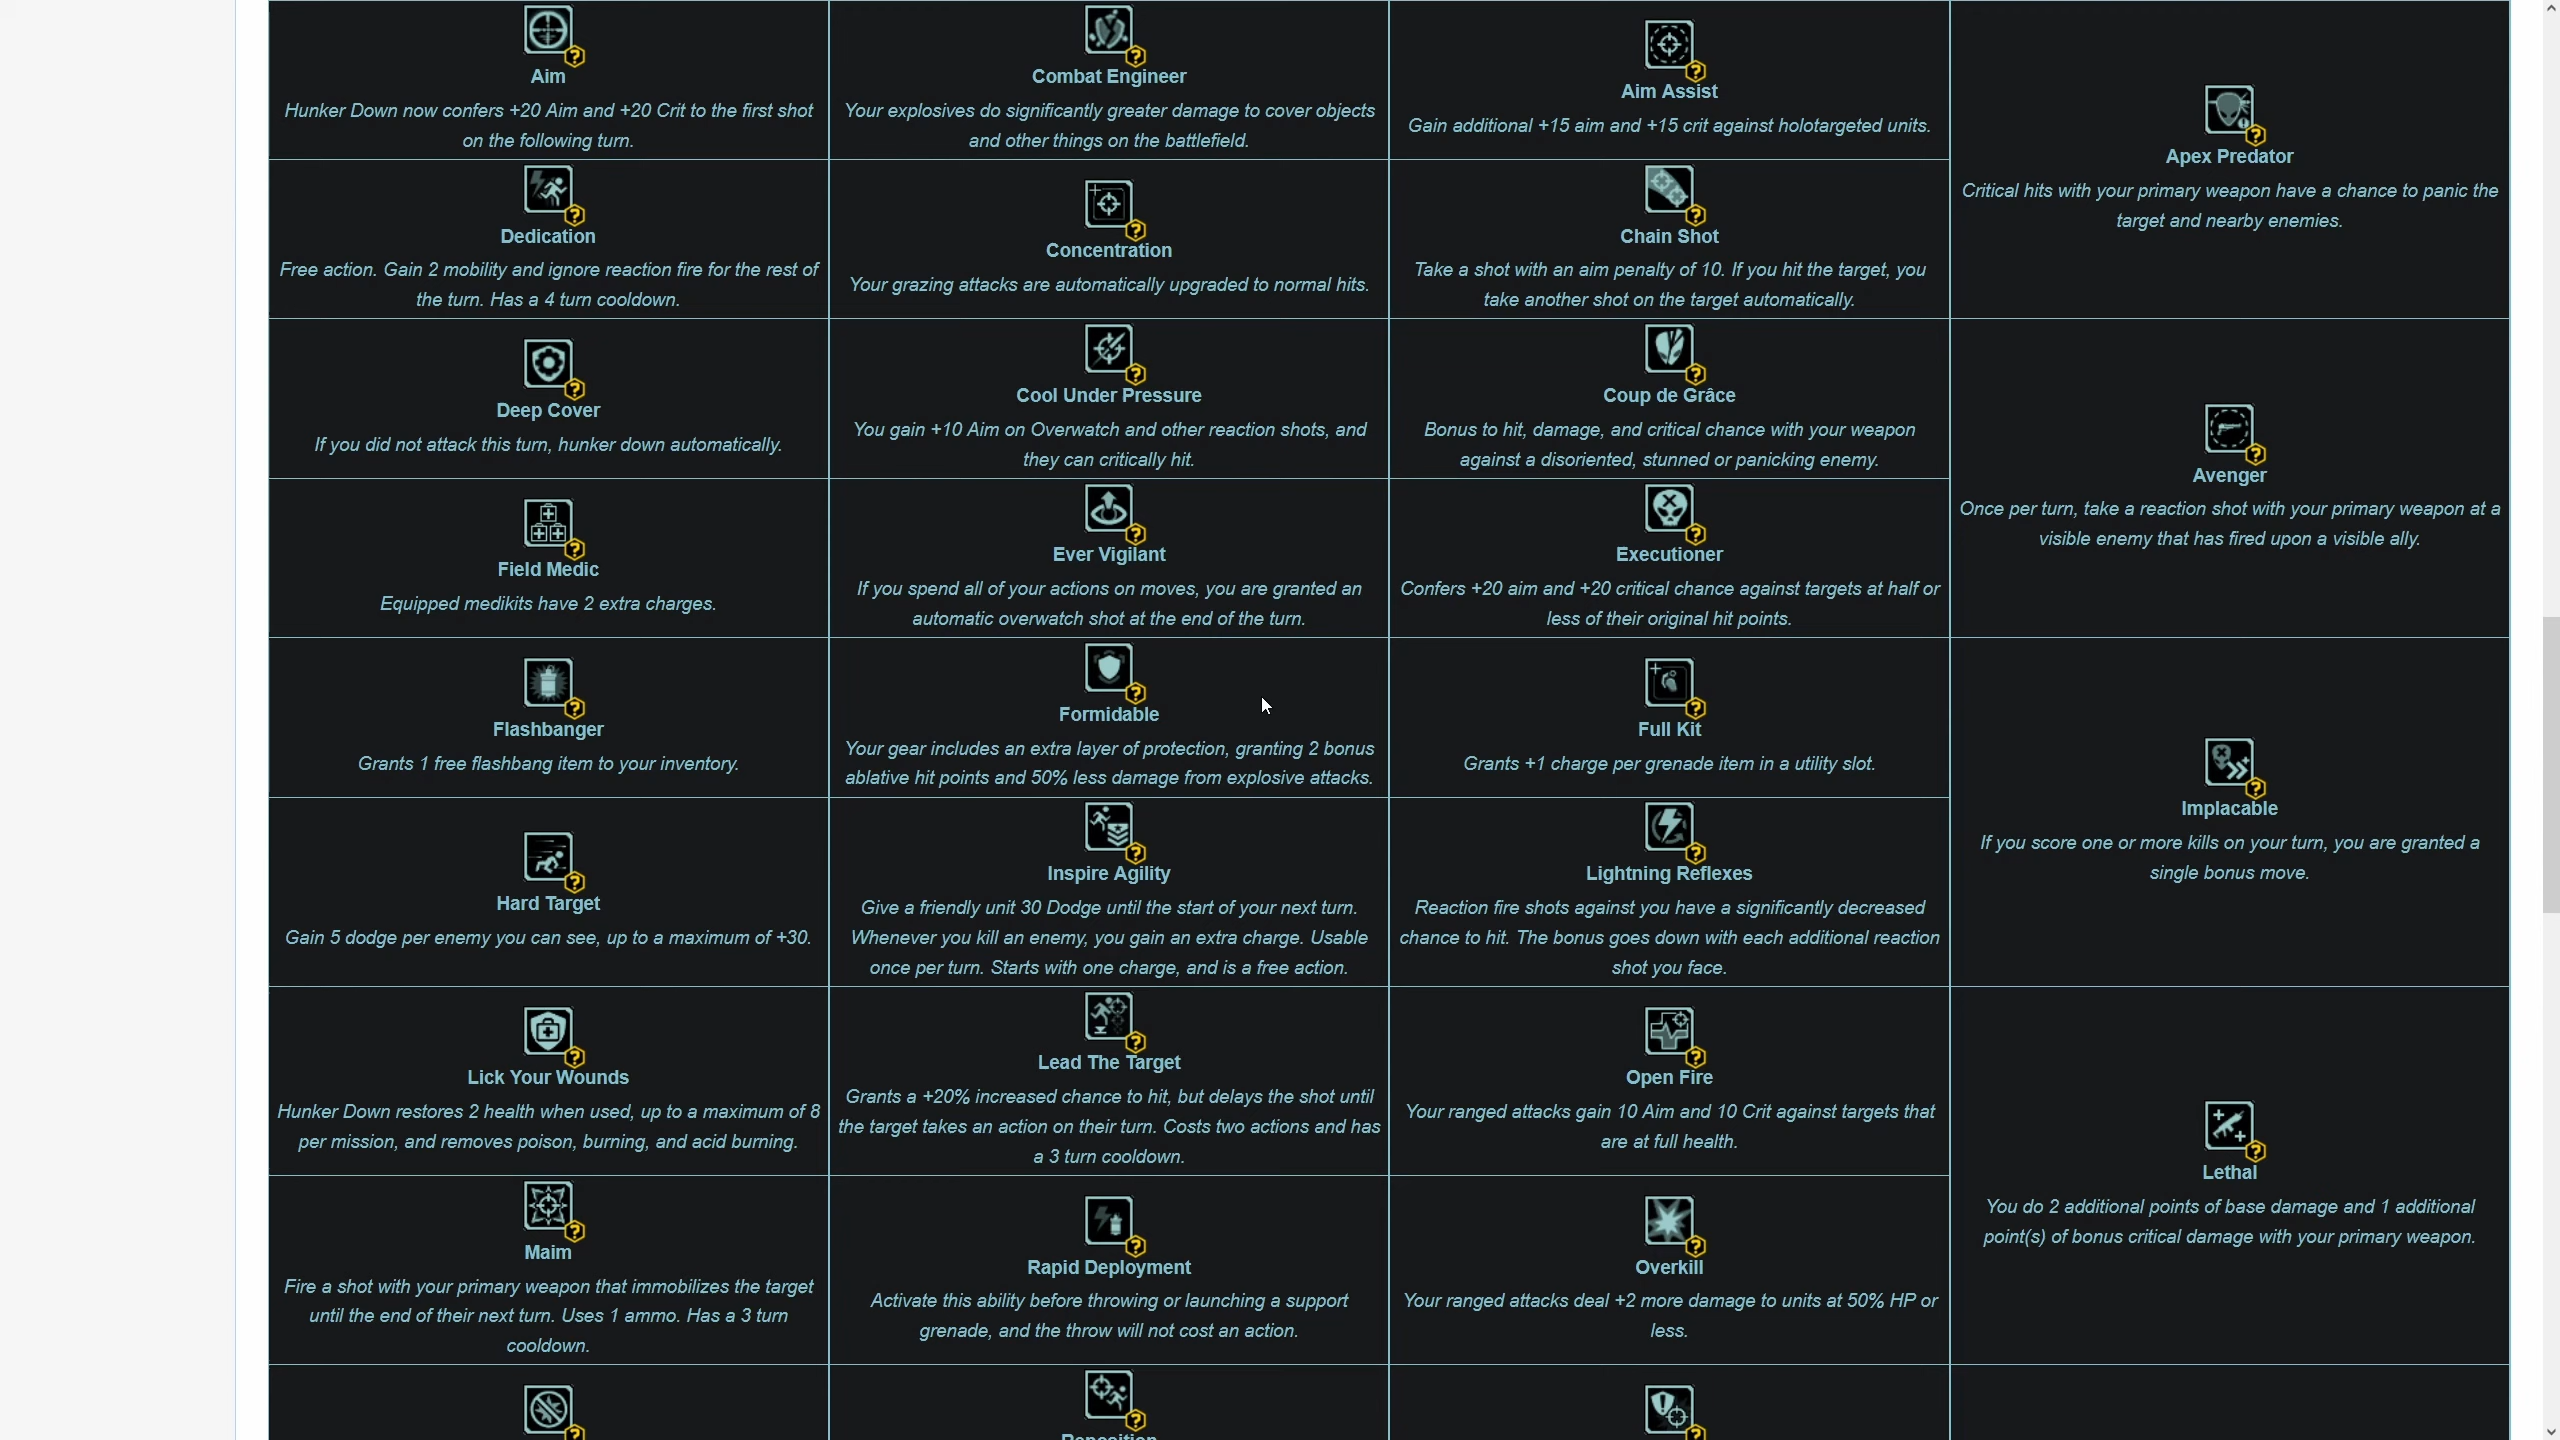 Aim
Hunker Down now confers +20 Aim and +20 Crit to the first shot
on the following turn.
Combat Engineer
Your explosives do significantly greater damage to cover objects
and other things on the battlefield.
Aim Assist
Gain additional +15 aim and +15 crit against holotargeted units.
Apex Predator
Critical hits with your primary weapon have a chance to panic the
target and nearby enemies.
Dedication
Free action. Gain 2 mobility and ignore reaction fire for the rest of
the turn. Has a 4 turn cooldown.
Concentration
Your grazing attacks are automatically upgraded to normal hits.
Chain Shot
Take a shot with an aim penalty of 10. If you hit the target, you
take another shot on the target automatically.
Deep Cover
If you did not attack this turn, hunker down automatically.
Cool Under Pressure
You gain +10 Aim on Overwatch and other reaction shots, and
they can critically hit.
Coup de Grâce
Bonus to hit, damage, and critical chance with your weapon
against a disoriented, stunned or panicking enemy.
Avenger
Once per turn, take a reaction shot with your primary weapon at a
visible enemy that has fired upon a visible ally.
Field Medic
Equipped medikits have 2 extra charges.
Ever Vigilant
If you spend all of your actions on moves, you are granted an
automatic overwatch shot at the end of the turn.
Executioner
Confers +20 aim and +20 critical chance against targets at half or
less of their original hit points.
Flashbanger
Grants 1 free flashbang item to your inventory.
Formidable
Your gear includes an extra layer of protection, granting 2 bonus
ablative hit points and 50% less damage from explosive attacks.
Full Kit
Grants +1 charge per grenade item in a utility slot.
Implacable
If you score one or more kills on your turn, you are granted a
single bonus move.
Hard Target
Gain 5 dodge per enemy you can see, up to a maximum of +30.
Inspire Agility
Give a friendly unit 30 Dodge until the start of your next turn.
Whenever you kill an enemy, you gain an extra charge. Usable
once per turn. Starts with one charge, and is a free action.
Lightning Reflexes
Reaction fire shots against you have a significantly decreased
chance to hit. The bonus goes down with each additional reaction
shot you face.
Lick Your Wounds
Hunker Down restores 2 health when used, up to a maximum of 8
per mission, and removes poison, burning, and acid burning.
Lead The Target
Grants a +20% increased chance to hit, but delays the shot until
the target takes an action on their turn. Costs two actions and has
a 3 turn cooldown.
Open Fire
Your ranged attacks gain 10 Aim and 10 Crit against targets that
are at full health.
Lethal
You do 2 additional points of base damage and 1 additional
point(s) of bonus critical damage with your primary weapon.
Maim
Fire a shot with your primary weapon that immobilizes the target
until the end of their next turn. Uses 1 ammo. Has a 3 turn
cooldown.
Rapid Deployment
Activate this ability before throwing or launching a support
grenade, and the throw will not cost an action.
Overkill
Your ranged attacks deal +2 more damage to units at 50% HP or
less.